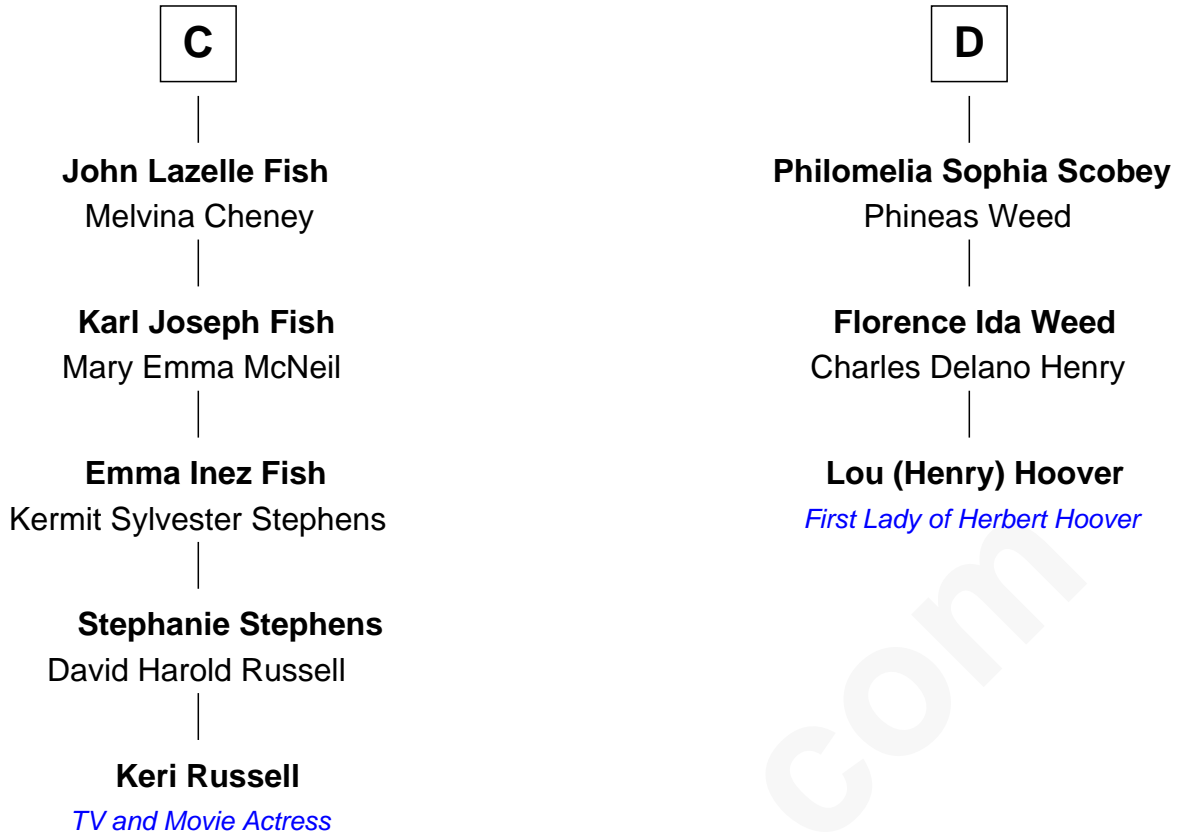 C
John Lazelle Fish
Melvina Cheney
Karl Joseph Fish
Mary Emma McNeil
Emma Inez Fish
Kermit Sylvester Stephens
Stephanie Stephens
David Harold Russell
Keri Russell
TV and Movie Actress
D
Philomelia Sophia Scobey
Phineas Weed
Florence Ida Weed
Charles Delano Henry
Lou (Henry) Hoover
First Lady of Herbert Hoover
com